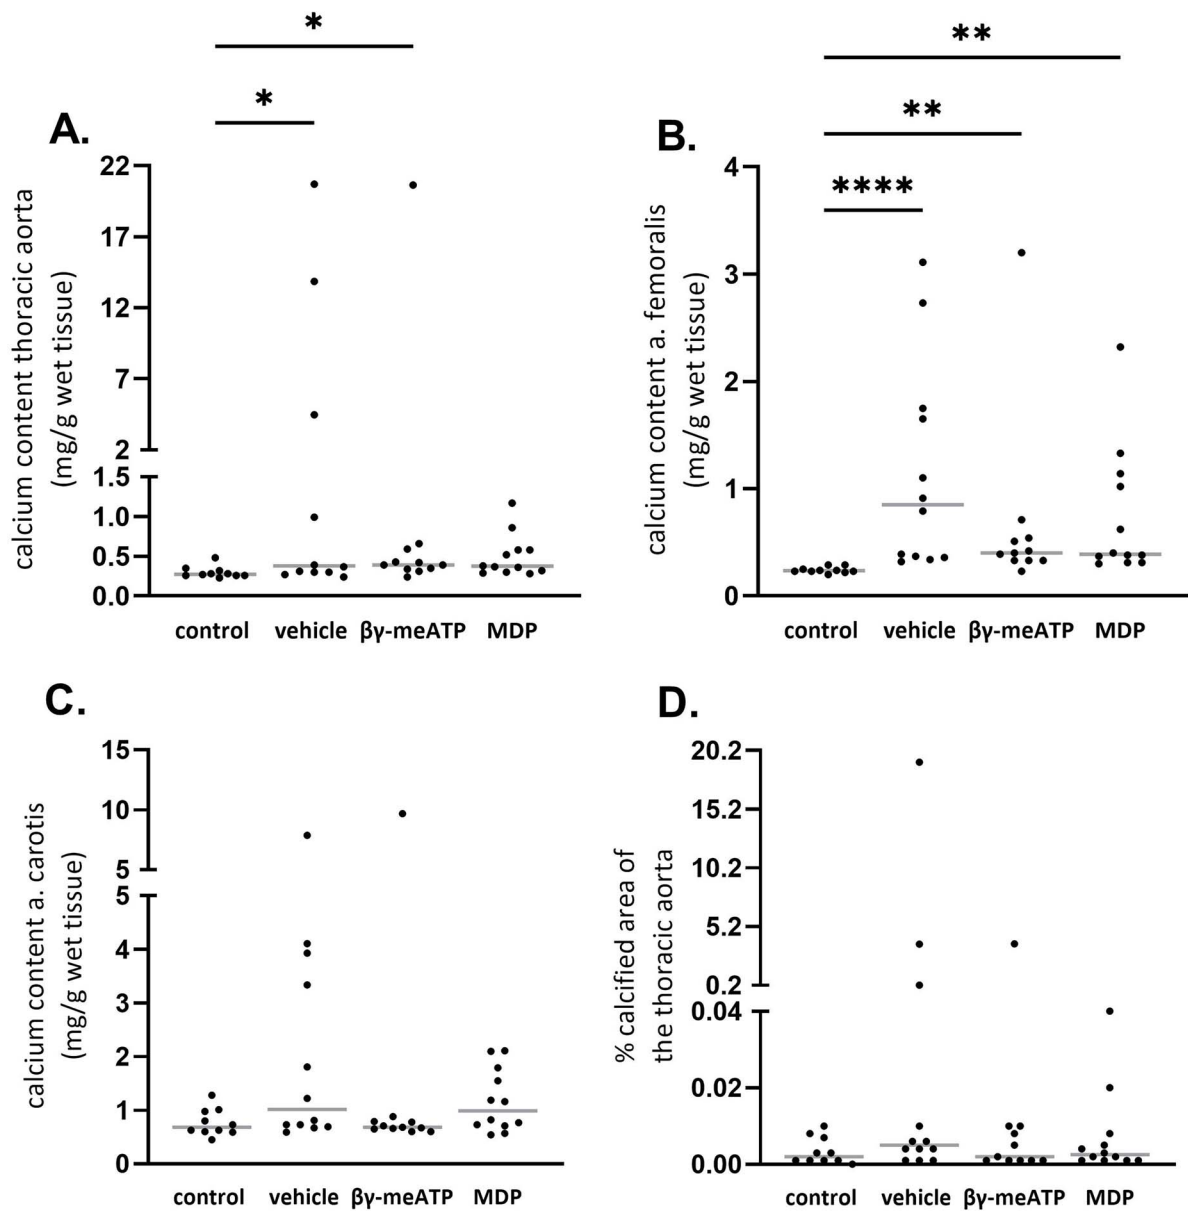 *
*
A.
calcium content thoracic aorta
(mg/g wet tissue)
22
17
12
7
2
1.5
1.0
0.5
0.0
control vehicle βγ-meATP MDP
**
**
****
B.
calcium content a. femoralis
(mg/g wet tissue)
4
3
2
1
0
control vehicle βγ-meATP MDP
C.
calcium content a. carotis
(mg/g wet tissue)
15
10
5
5
4
3
2
1
0
control vehicle βγ-meATP MDP
D.
% calcified area of
the thoracic aorta
20.2
15.2
10.2
5.2
0.2
0.04
0.02
0.00
control vehicle βγ-meATP MDP